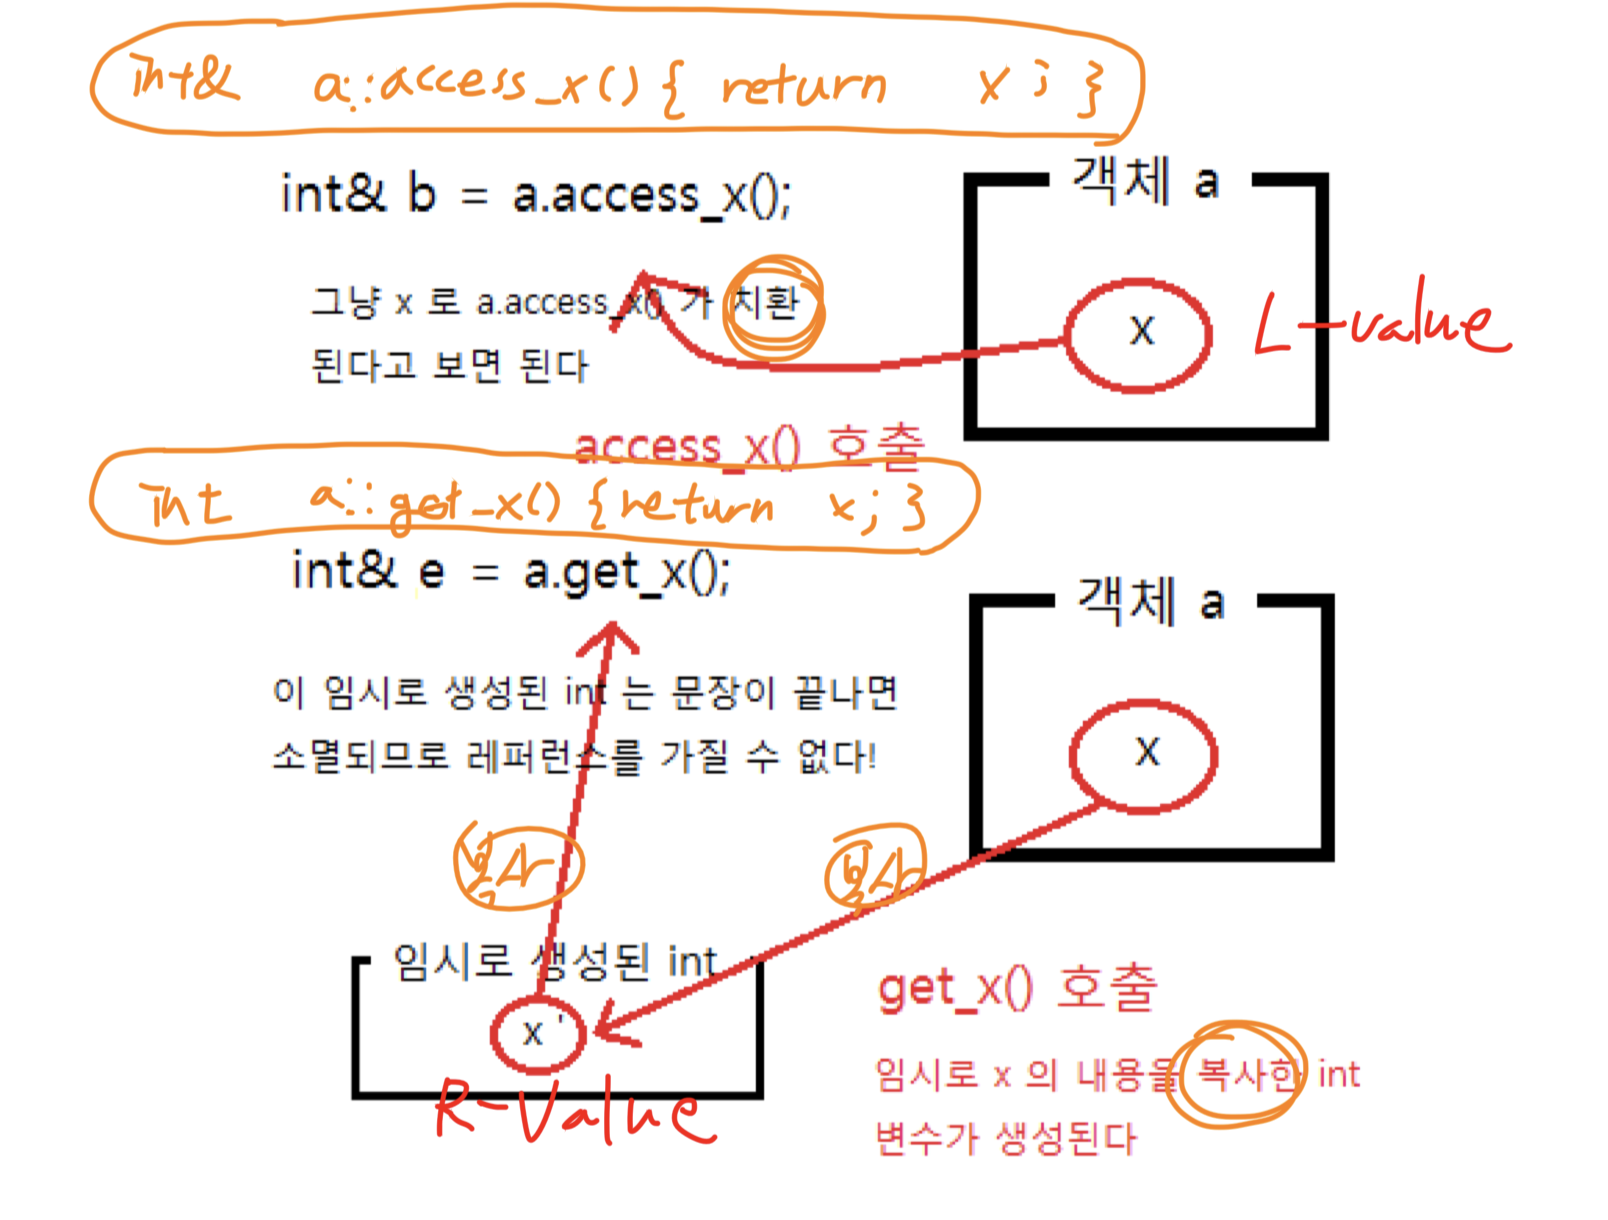 int& a::access_x() { return x; }
int& b = a.access_x();
객체 a
그냥 x 로 a.access_x() 가 치환
된다고 보면 된다
x
L-value
access_x() 호출
int a::get_x() {return x; }
int& e = a.get_x();
객체 a
이 임시로 생성된 int 는 문장이 끝나면
소멸되므로 레퍼런스를 가질 수 없다!
x
복사
복사
임시로 생성된 int
x '
R-Value
get_x() 호출
임시로 x 의 내용을 복사한 int
변수가 생성된다